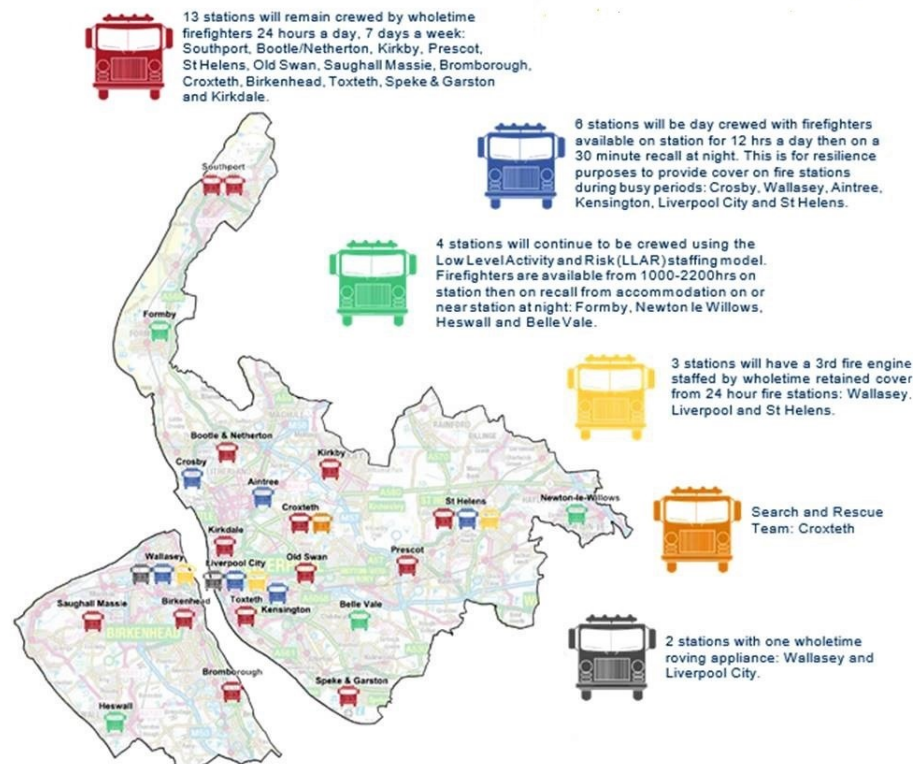 13 stations will remain crewed by wholetime
firefighters 24 hours a day, 7 days a week:
Southport, Bootle/Netherton, Kirkby, Prescot,
St Helens, Old Swan, Saughall Massie, Bromborough,
Croxteth, Birkenhead, Toxteth, Speke & Garston
and Kirkdale.
6 stations will be day crewed with firefighters
available on station for 12 hrs a day then on a
30 minute recall at night. This is for resilience
purposes to provide cover on fire stations
during busy periods: Crosby, Wallasey, Aintree,
Kensington, Liverpool City and St Helens.
4 stations will continue to be crewed using the
Low Level Activity and Risk (LLAR) staffing model.
Firefighters are available from 1000-2200hrs on
station then on recall from accommodation on or
near station at night: Formby, Newton le Willows,
Heswall and Belle Vale.
3 stations will have a 3rd fire engine
staffed by wholetime retained cover
from 24 hour fire stations: Wallasey.
Liverpool and St Helens.
Search and Rescue
Team: Croxteth
2 stations with one wholetime
roving appliance: Wallasey and
Liverpool City.
Southport
Formby
Bootle & Netherton
Crosby
Kirkby
Aintree
Croxteth
St Helens
Newton-le-Willows
Kirkdale
Old Swan
Prescot
Wallasey
Liverpool City
Toxteth
Kensington
Belle Vale
Saughall Massie
Birkenhead
BIRKENHEAD
Bromborough
Speke & Garston
Heswall
MAGHULL
RAINFORD
BILLINGE
A580
M57